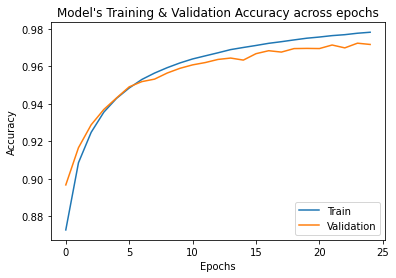 Model's Training & Validation Accuracy across epochs
0.98
0.96
0.94
0.92
0.90
0.88
Accuracy
0
5
10
15
20
25
Epochs
Train
Validation